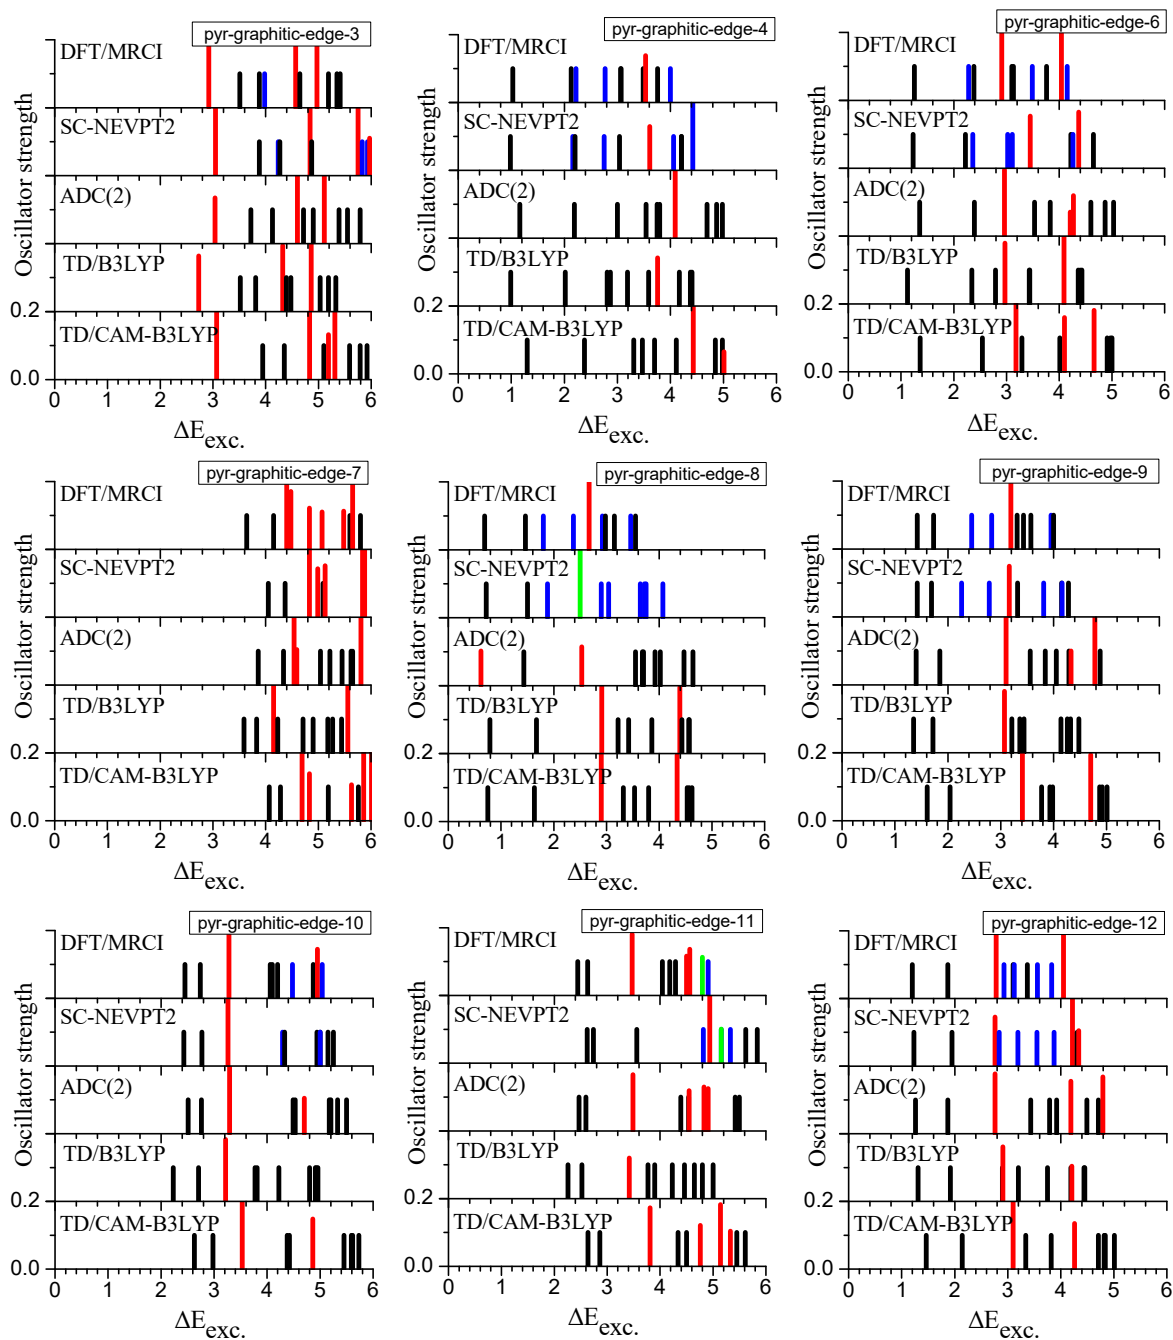 pyr-graphitic-edge-3
DFT/MRCI
SC-NEVPT2
ADC(2)
TD/B3LYP
0.2
TD/CAM-B3LYP
0.0
0 1 2 3 4 5 6
Oscillator strength
ΔEexc.
pyr-graphitic-edge-4
DFT/MRCI
SC-NEVPT2
ADC(2)
TD/B3LYP
0.2
TD/CAM-B3LYP
0.0
0 1 2 3 4 5 6
Oscillator strength
ΔEexc.
pyr-graphitic-edge-6
DFT/MRCI
SC-NEVPT2
ADC(2)
TD/B3LYP
0.2
TD/CAM-B3LYP
0.0
0 1 2 3 4 5 6
Oscillator strength
ΔEexc.
pyr-graphitic-edge-7
DFT/MRCI
SC-NEVPT2
ADC(2)
TD/B3LYP
0.2
TD/CAM-B3LYP
0.0
0 1 2 3 4 5 6
Oscillator strength
ΔEexc.
pyr-graphitic-edge-8
DFT/MRCI
SC-NEVPT2
ADC(2)
TD/B3LYP
0.2
TD/CAM-B3LYP
0.0
0 1 2 3 4 5 6
Oscillator strength
ΔEexc.
pyr-graphitic-edge-9
DFT/MRCI
SC-NEVPT2
ADC(2)
TD/B3LYP
0.2
TD/CAM-B3LYP
0.0
0 1 2 3 4 5 6
Oscillator strength
ΔEexc.
pyr-graphitic-edge-10
DFT/MRCI
SC-NEVPT2
ADC(2)
TD/B3LYP
0.2
TD/CAM-B3LYP
0.0
0 1 2 3 4 5 6
Oscillator strength
ΔEexc.
pyr-graphitic-edge-11
DFT/MRCI
SC-NEVPT2
ADC(2)
TD/B3LYP
0.2
TD/CAM-B3LYP
0.0
0 1 2 3 4 5 6
Oscillator strength
ΔEexc.
pyr-graphitic-edge-12
DFT/MRCI
SC-NEVPT2
ADC(2)
TD/B3LYP
0.2
TD/CAM-B3LYP
0.0
0 1 2 3 4 5 6
Oscillator strength
ΔEexc.